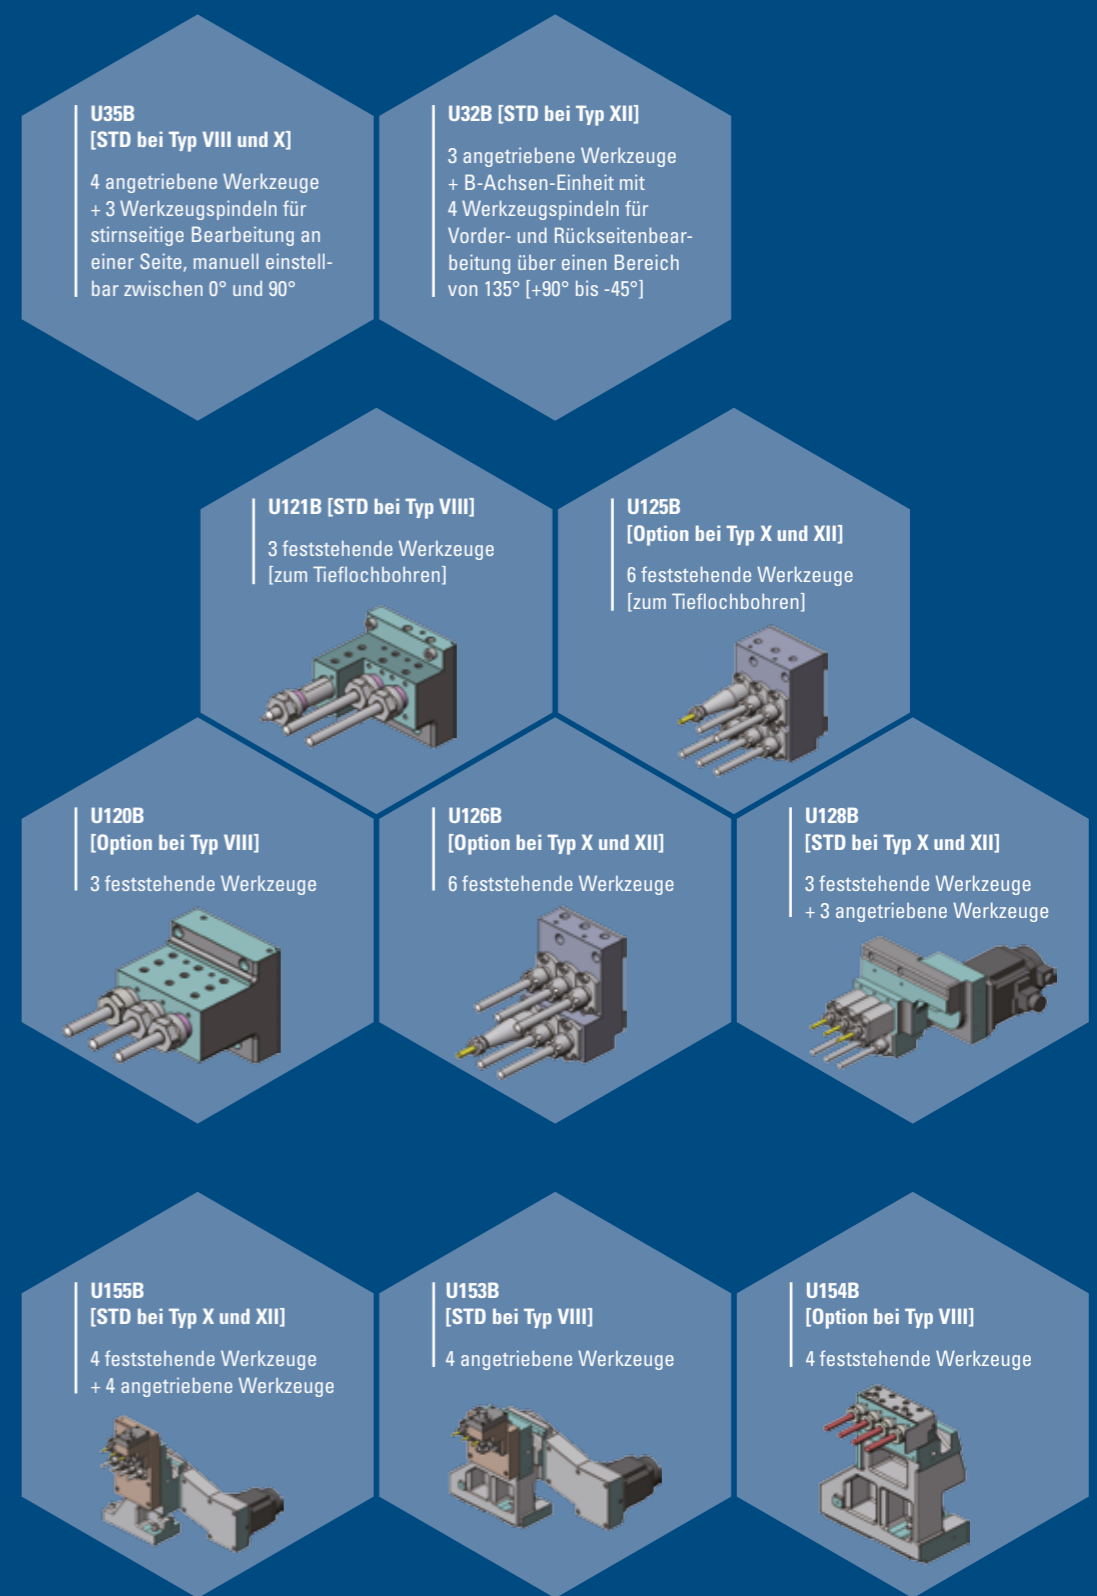 U35B
[STD bei Typ VIII und X]
4 angetriebene Werkzeuge
+ 3 Werkzeugspindeln für
stirnseitige Bearbeitung an
einer Seite, manuell einstell-
bar zwischen 0° und 90°
U32B [STD bei Typ XII]
3 angetriebene Werkzeuge
+ B-Achsen-Einheit mit
4 Werkzeugspindeln für
Vorder- und Rückseitenbear-
beitung über einen Bereich
von 135° [+90° bis -45°]
U121B [STD bei Typ VIII]
3 feststehende Werkzeuge
[zum Tieflochbohren]
U125B
[Option bei Typ X und XII]
6 feststehende Werkzeuge
[zum Tieflochbohren]
U120B
[Option bei Typ VIII]
3 feststehende Werkzeuge
U126B
[Option bei Typ X und XII]
6 feststehende Werkzeuge
U128B
[STD bei Typ X und XII]
3 feststehende Werkzeuge
+ 3 angetriebene Werkzeuge
U155B
[STD bei Typ X und XII]
4 feststehende Werkzeuge
+ 4 angetriebene Werkzeuge
U153B
[STD bei Typ VIII]
4 angetriebene Werkzeuge
U154B
[Option bei Typ VIII]
4 feststehende Werkzeuge